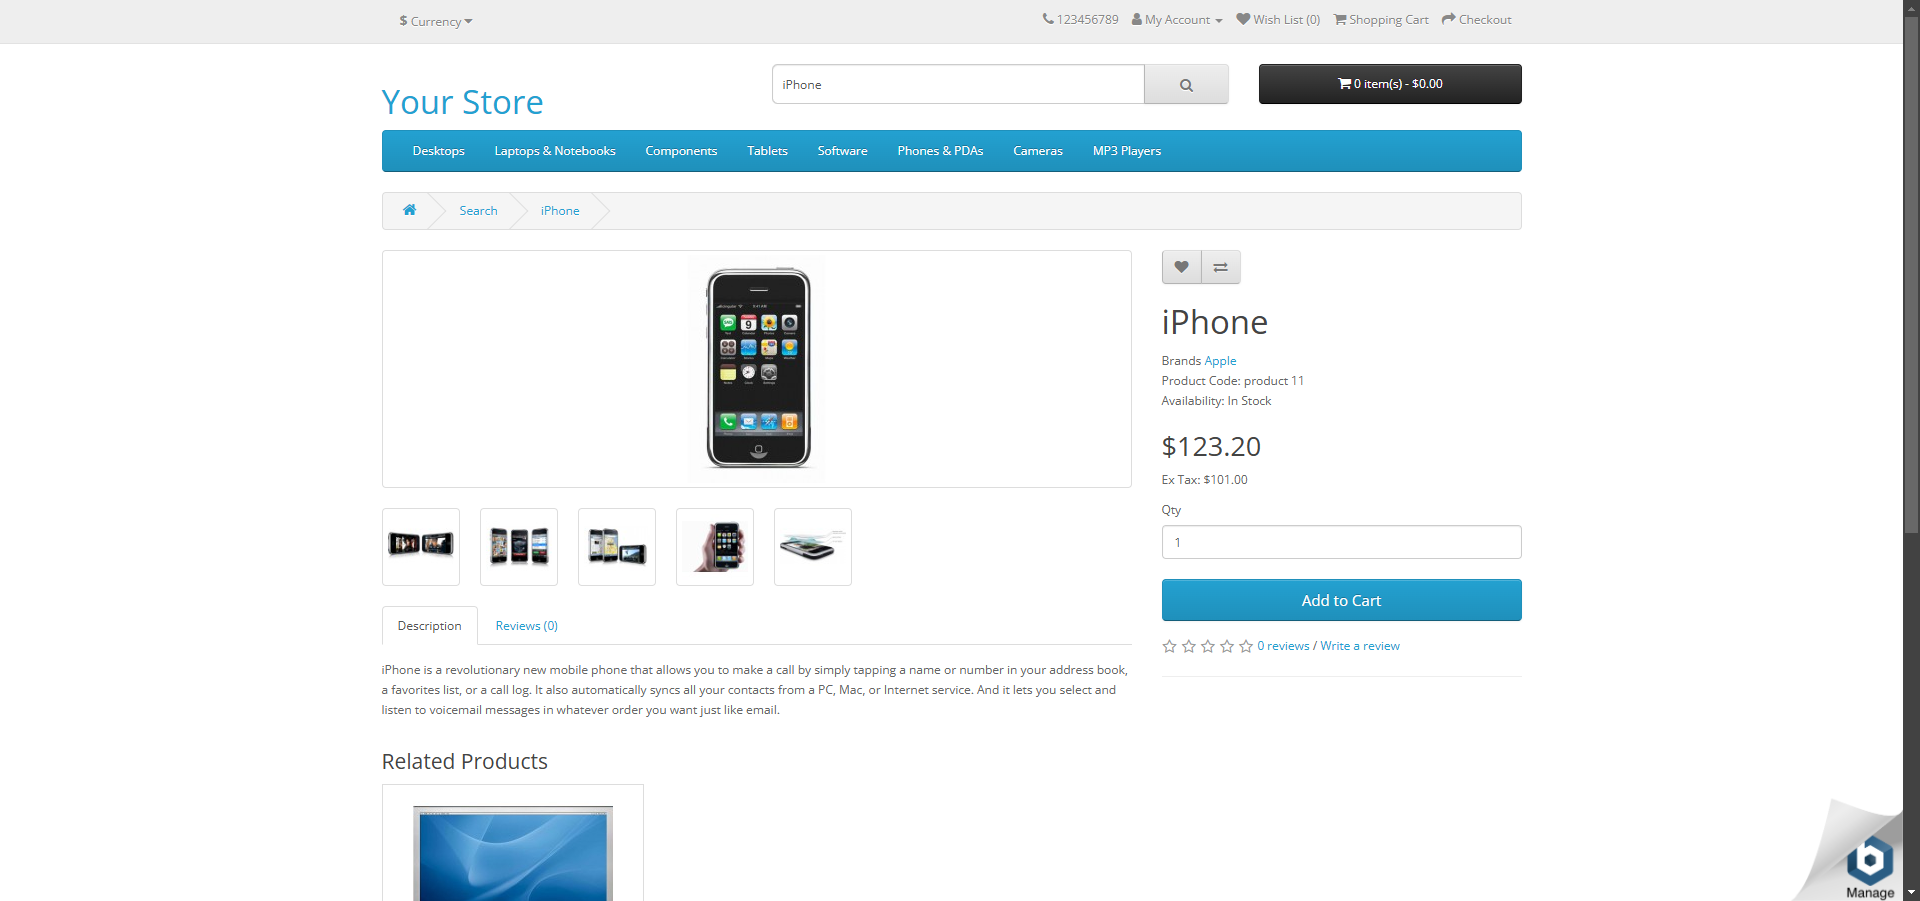 $ Currency
123456789 My Account Wish List (0) Shopping Cart Checkout
Your Store
iPhone
0 item(s) - $0.00
Desktops Laptops & Notebooks Components Tablets Software Phones & PDAs Cameras MP3 Players
Search iPhone
iPhone
Brands Apple
Product Code: product 11
Availability: In Stock
$123.20
Ex Tax: $101.00
Qty
1
Add to Cart
0 reviews / Write a review
Description Reviews (0)
iPhone is a revolutionary new mobile phone that allows you to make a call by simply tapping a name or number in your address book,
a favorites list, or a call log. It also automatically syncs all your contacts from a PC, Mac, or Internet service. And it lets you select and
listen to voicemail messages in whatever order you want just like email.
Related Products
b
Manage